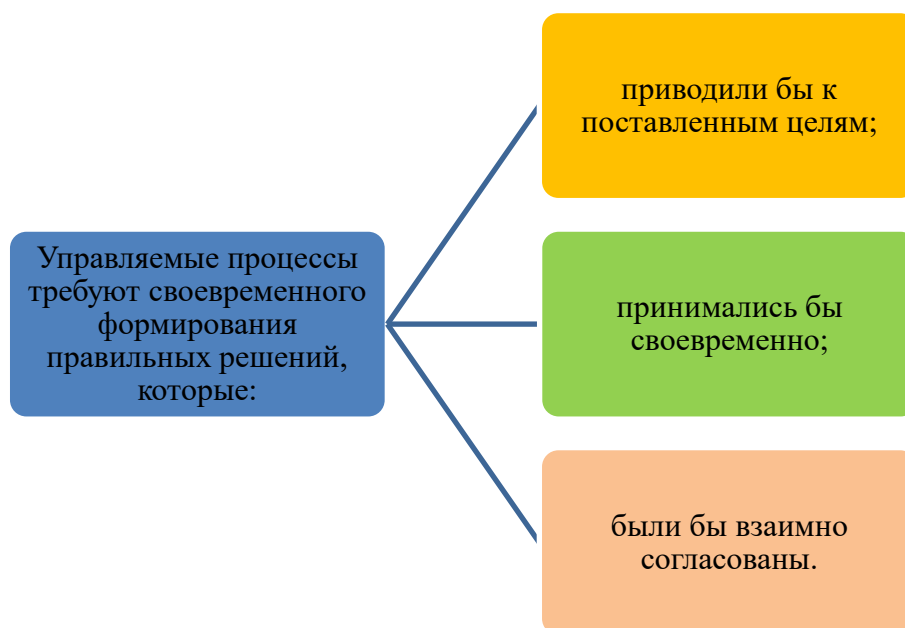 Управляемые процессы
требуют своевременного
формирования
правильных решений,
которые:
приводили бы к
поставленным целям;
принимались бы
своевременно;
были бы взаимно
согласованы.